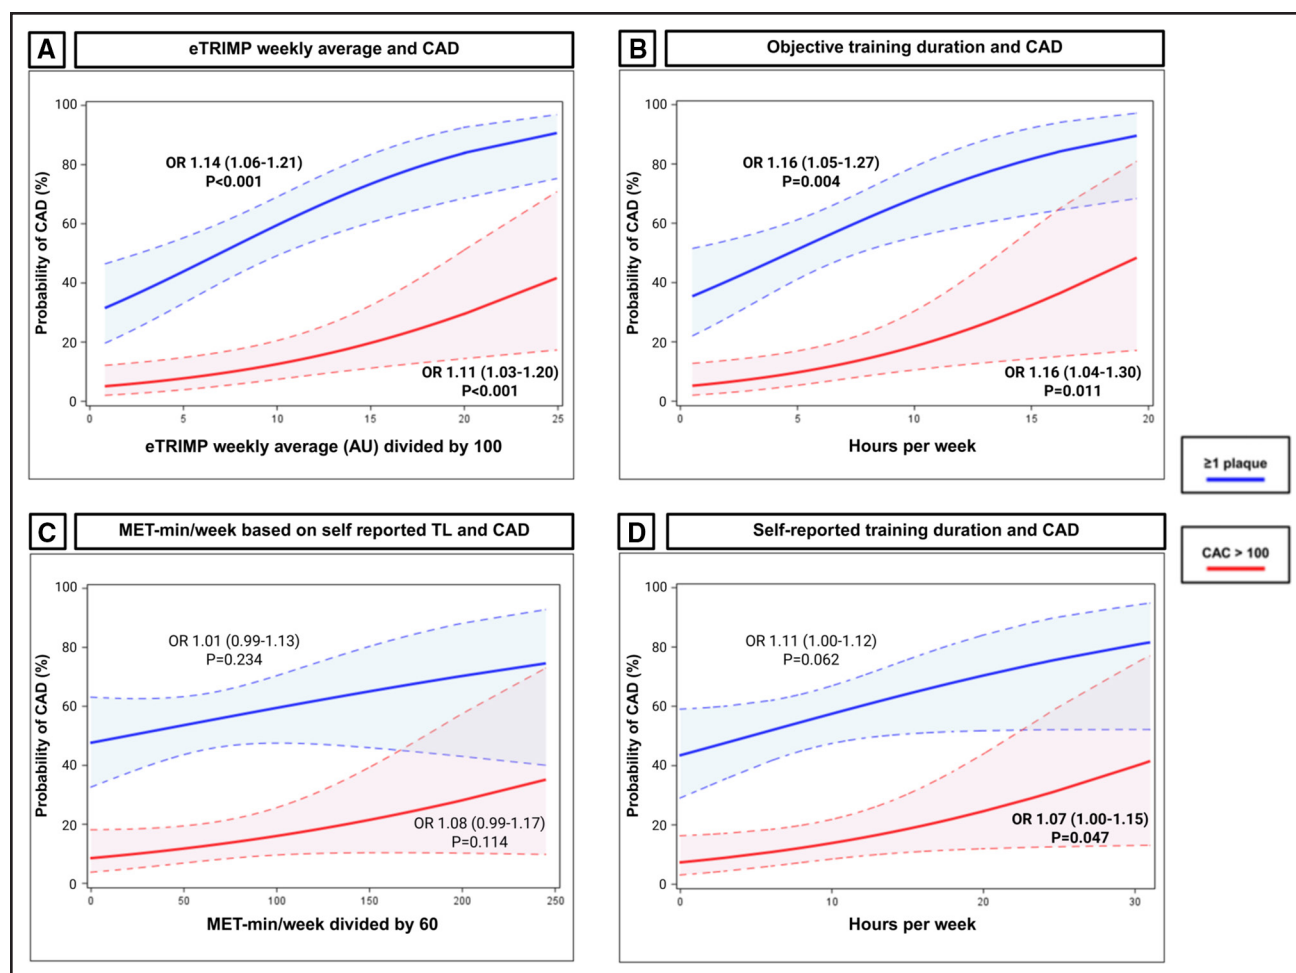 A
eTRIMP weekly average and CAD
Probability of CAD (%)
100
80
60
40
20
0
OR 1.14 (1.06-1.21)
P<0.001
OR 1.11 (1.03-1.20)
P<0.001
0 5 10 15 20 25
eTRIMP weekly average (AU) divided by 100
B
Objective training duration and CAD
Probability of CAD (%)
100
80
60
40
20
0
OR 1.16 (1.05-1.27)
P=0.004
OR 1.16 (1.04-1.30)
P=0.011
0 5 10 15 20
Hours per week
≥1 plaque
CAC > 100
C
MET-min/week based on self reported TL and CAD
Probability of CAD (%)
100
80
60
40
20
0
OR 1.01 (0.99-1.13)
P=0.234
OR 1.08 (0.99-1.17)
P=0.114
0 50 100 150 200 250
MET-min/week divided by 60
D
Self-reported training duration and CAD
Probability of CAD (%)
100
80
60
40
20
0
OR 1.11 (1.00-1.12)
P=0.062
OR 1.07 (1.00-1.15)
P=0.047
0 10 20 30
Hours per week